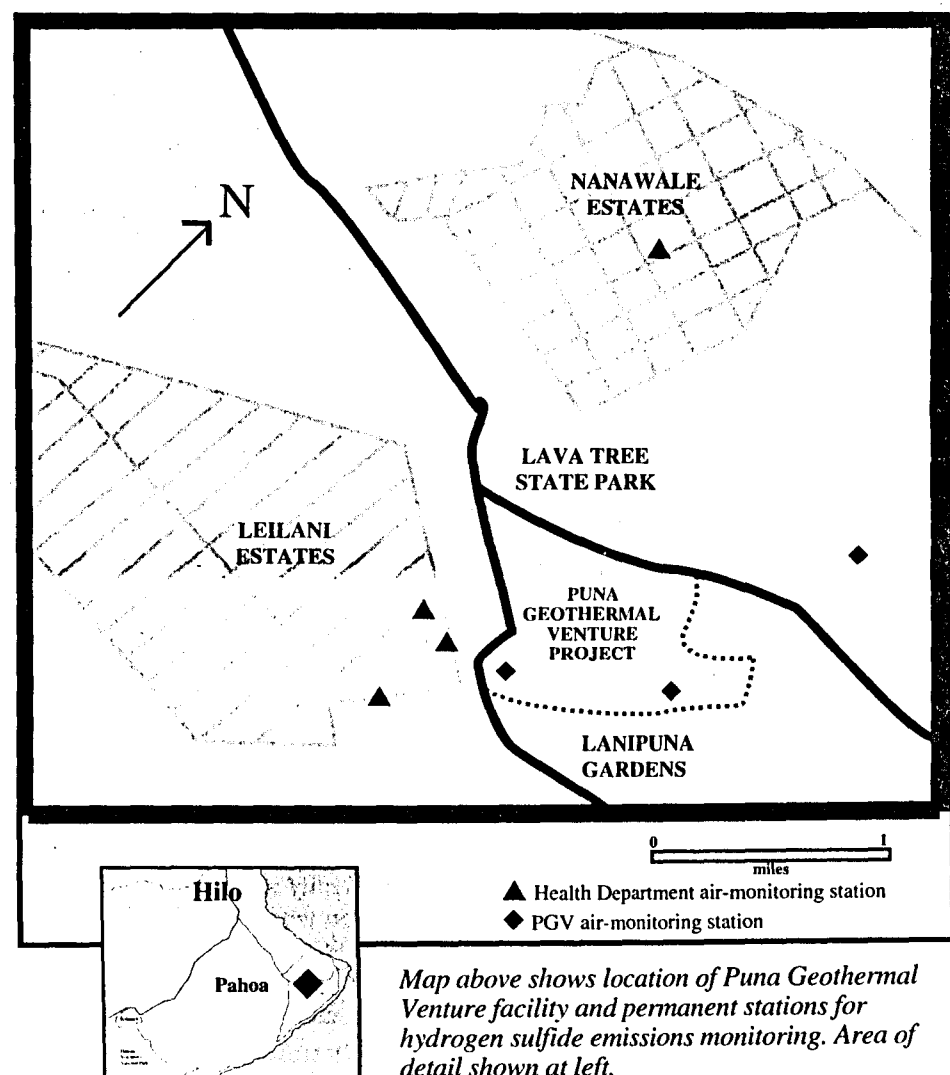 N
NANAWALE
ESTATES
LAVA TREE
STATE PARK
LEILANI
ESTATES
PUNA
GEOTHERMAL
VENTURE
PROJECT
LANIPUNA
GARDENS
0 1
miles
▲ Health Department air-monitoring station
◆ PGV air-monitoring station
Hilo
Pahoa
Map above shows location of Puna Geothermal
Venture facility and permanent stations for
hydrogen sulfide emissions monitoring. Area of
detail shown at left.